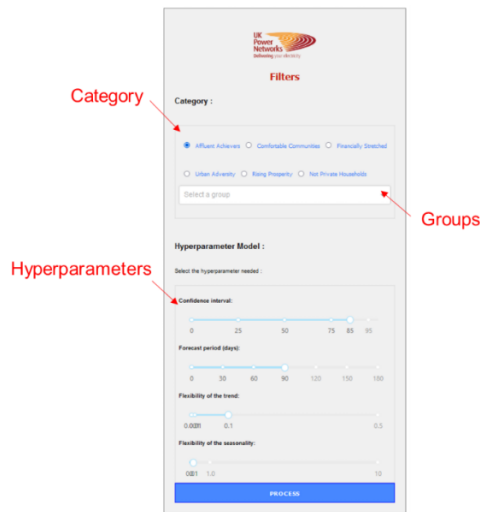 UK
Power
Networks
Delivering your electricity
Filters
Category
Category :
Affluent Achievers Comfortable Communities Financially Stretched
Urban Adversity Rising Prosperity Not Private Households
Select a group
Groups
Hyperparameter Model :
Hyperparameters
Select the hyperparameter needed :
Confidence interval:
0 25 50 75 85 95
Forecast period (days):
0 30 60 90 120 150 180
Flexibility of the trend:
0.1 0.5
Flexibility of the seasonality:
1.0 10
PROCESS